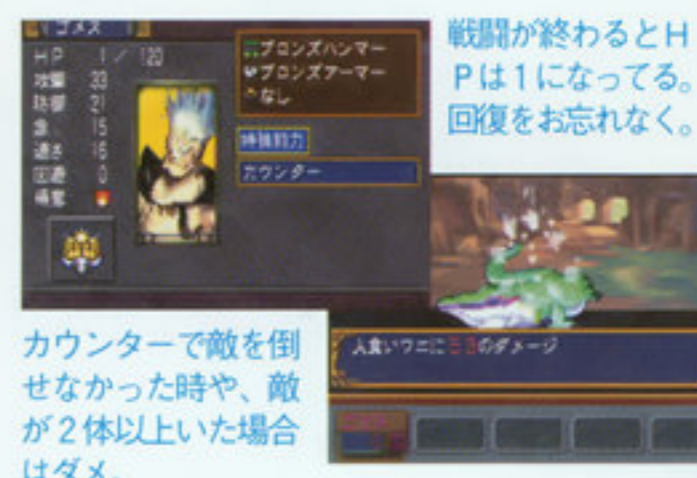 ゴメス
HP 1/120
攻撃 33
防御 21
急 15
速さ 16
回避 0
ブロンズハンマー
ブロンズアーマー
なし
特殊能力
カウンター
戦闘が終わるとH
Pは1になってる。
回復をお忘れなく。
人食いワニに のダメージ
カウンターで敵を倒
せなかった時や、敵
が2体以上いた場合
はダメ。